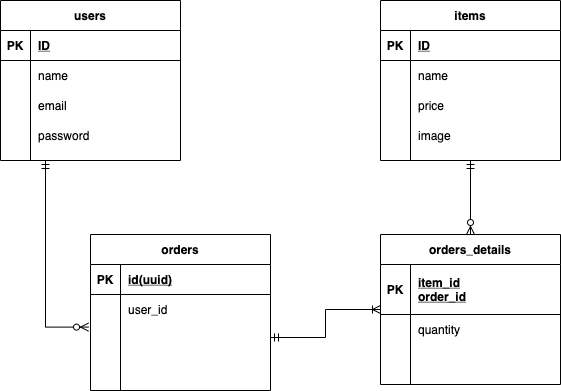 users
PK ID
name
email
password
items
PK ID
name
price
image
orders
PK id(uuid)
user_id
orders_details
PK item_id
order_id
quantity